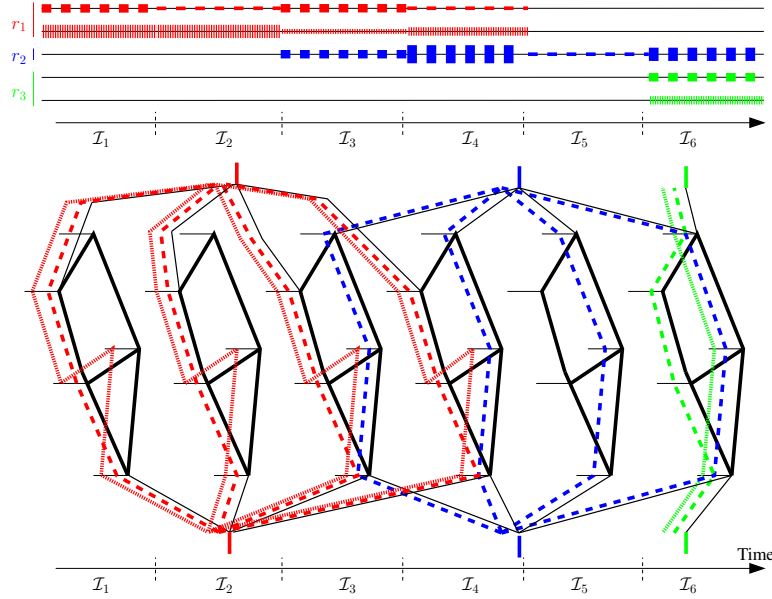 r₁
r₂
r₃
ℐ₁ ℐ₂ ℐ₃ ℐ₄ ℐ₅ ℐ₆
Time
ℐ₁ ℐ₂ ℐ₃ ℐ₄ ℐ₅ ℐ₆